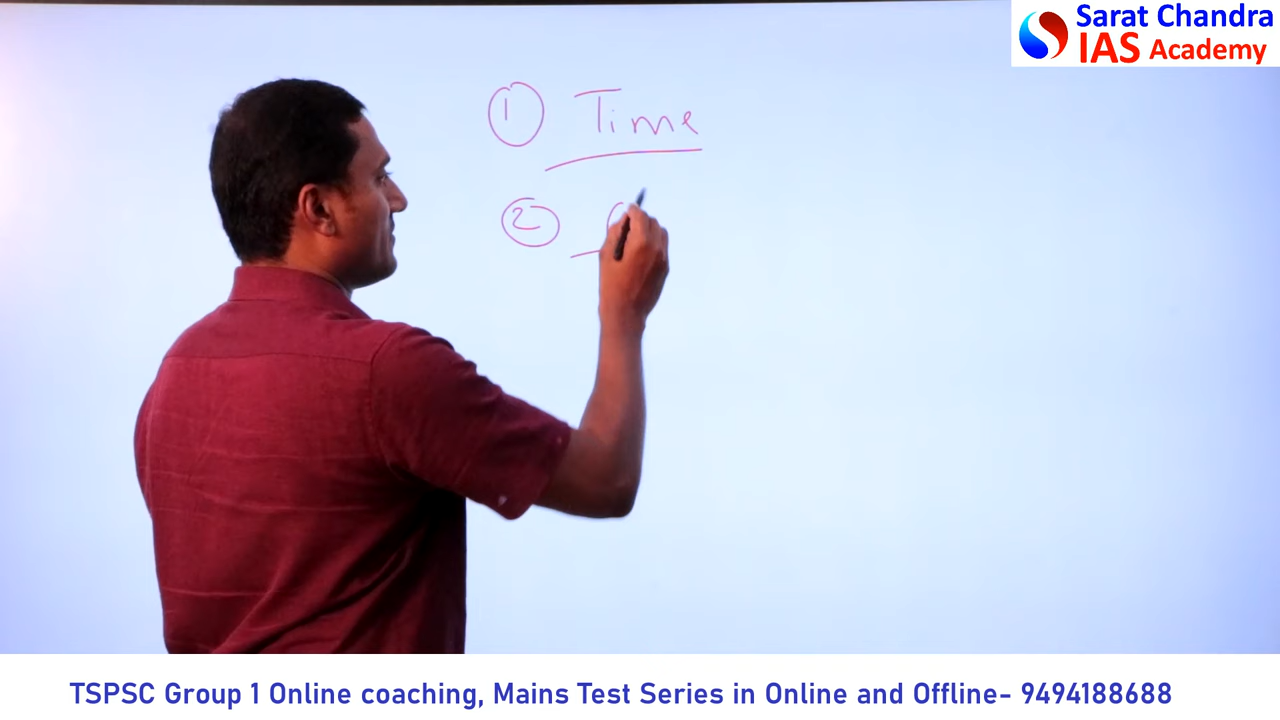 Sarat Chandra
IAS Academy
① Time
②
TSPSC Group 1 Online coaching, Mains Test Series in Online and Offline- 9494188688